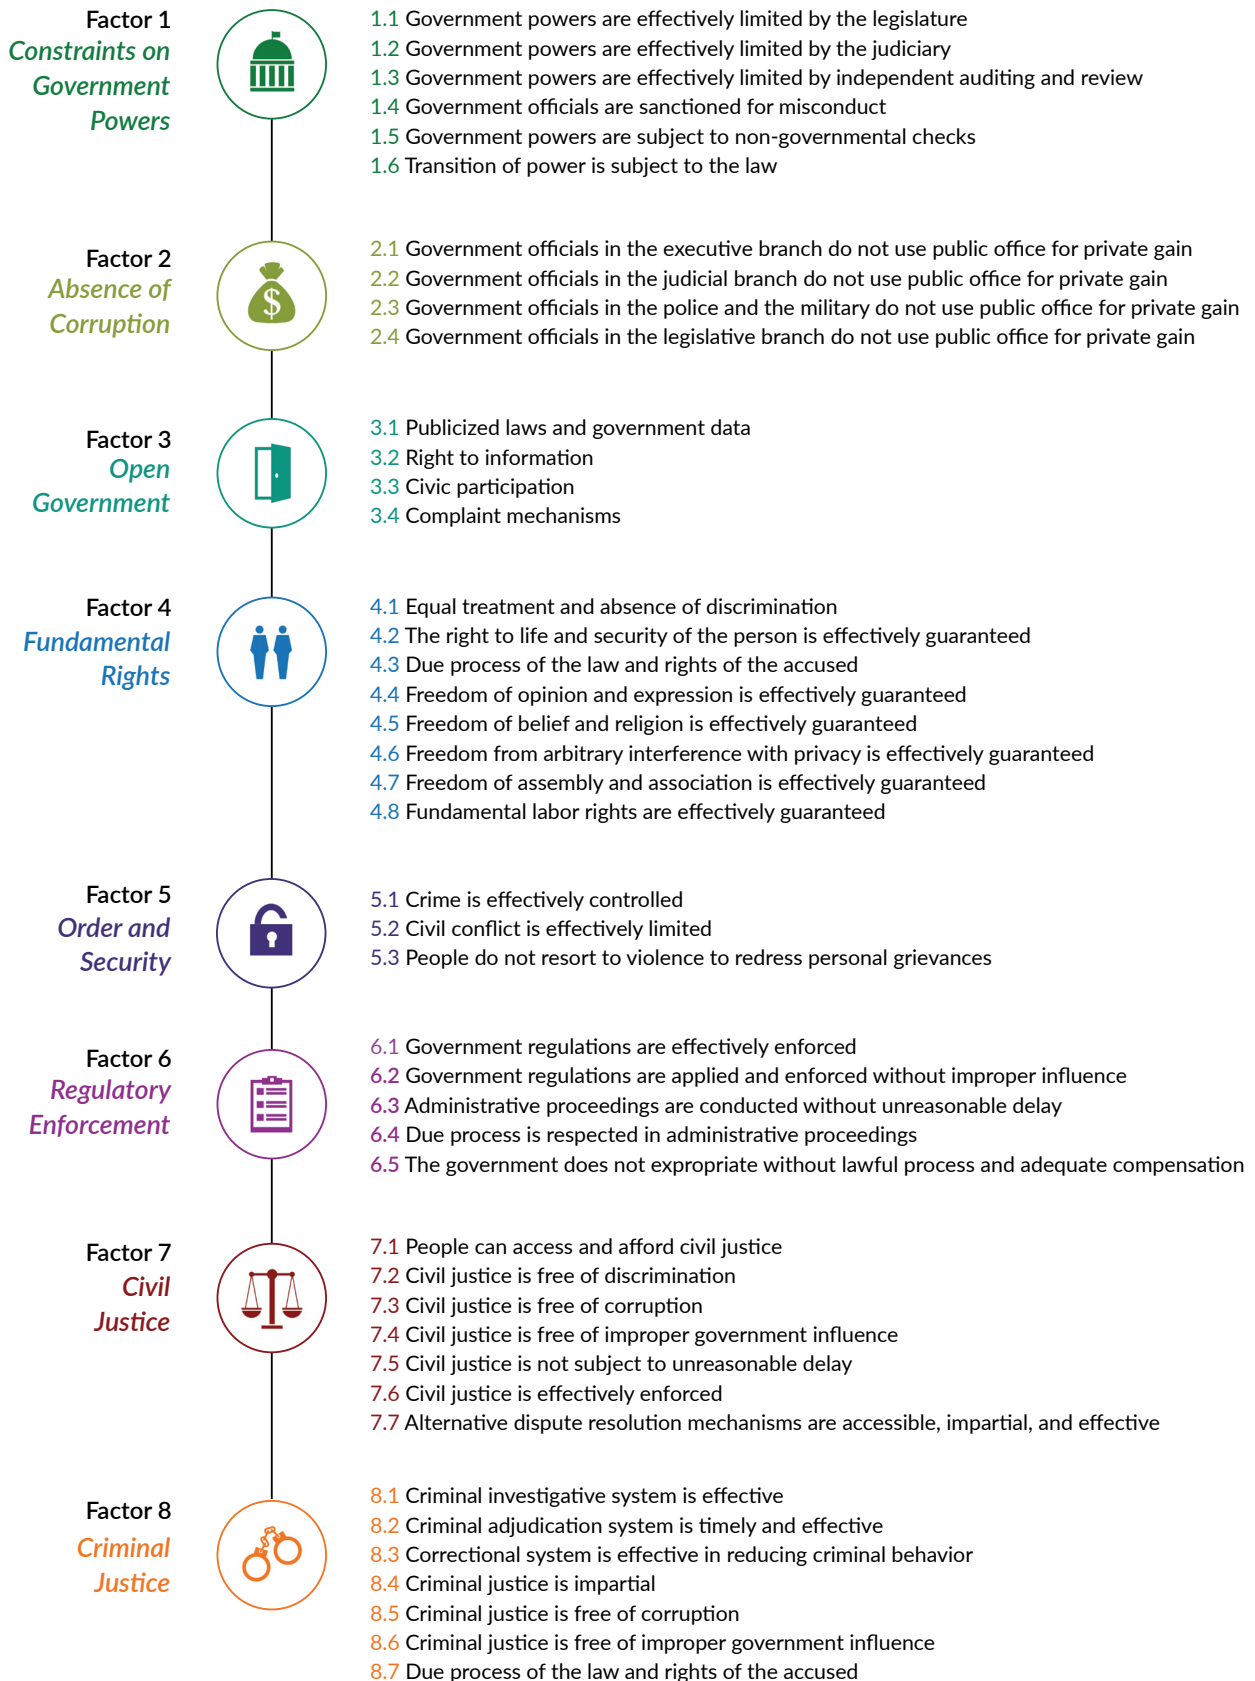 Factor 1
Constraints on
Government
Powers
1.1 Government powers are effectively limited by the legislature
1.2 Government powers are effectively limited by the judiciary
1.3 Government powers are effectively limited by independent auditing and review
1.4 Government officials are sanctioned for misconduct
1.5 Government powers are subject to non-governmental checks
1.6 Transition of power is subject to the law
Factor 2
Absence of
Corruption
$
2.1 Government officials in the executive branch do not use public office for private gain
2.2 Government officials in the judicial branch do not use public office for private gain
2.3 Government officials in the police and the military do not use public office for private gain
2.4 Government officials in the legislative branch do not use public office for private gain
Factor 3
Open
Government
3.1 Publicized laws and government data
3.2 Right to information
3.3 Civic participation
3.4 Complaint mechanisms
Factor 4
Fundamental
Rights
4.1 Equal treatment and absence of discrimination
4.2 The right to life and security of the person is effectively guaranteed
4.3 Due process of the law and rights of the accused
4.4 Freedom of opinion and expression is effectively guaranteed
4.5 Freedom of belief and religion is effectively guaranteed
4.6 Freedom from arbitrary interference with privacy is effectively guaranteed
4.7 Freedom of assembly and association is effectively guaranteed
4.8 Fundamental labor rights are effectively guaranteed
Factor 5
Order and
Security
5.1 Crime is effectively controlled
5.2 Civil conflict is effectively limited
5.3 People do not resort to violence to redress personal grievances
Factor 6
Regulatory
Enforcement
6.1 Government regulations are effectively enforced
6.2 Government regulations are applied and enforced without improper influence
6.3 Administrative proceedings are conducted without unreasonable delay
6.4 Due process is respected in administrative proceedings
6.5 The government does not expropriate without lawful process and adequate compensation
Factor 7
Civil
Justice
7.1 People can access and afford civil justice
7.2 Civil justice is free of discrimination
7.3 Civil justice is free of corruption
7.4 Civil justice is free of improper government influence
7.5 Civil justice is not subject to unreasonable delay
7.6 Civil justice is effectively enforced
7.7 Alternative dispute resolution mechanisms are accessible, impartial, and effective
Factor 8
Criminal
Justice
8.1 Criminal investigative system is effective
8.2 Criminal adjudication system is timely and effective
8.3 Correctional system is effective in reducing criminal behavior
8.4 Criminal justice is impartial
8.5 Criminal justice is free of corruption
8.6 Criminal justice is free of improper government influence
8.7 Due process of the law and rights of the accused